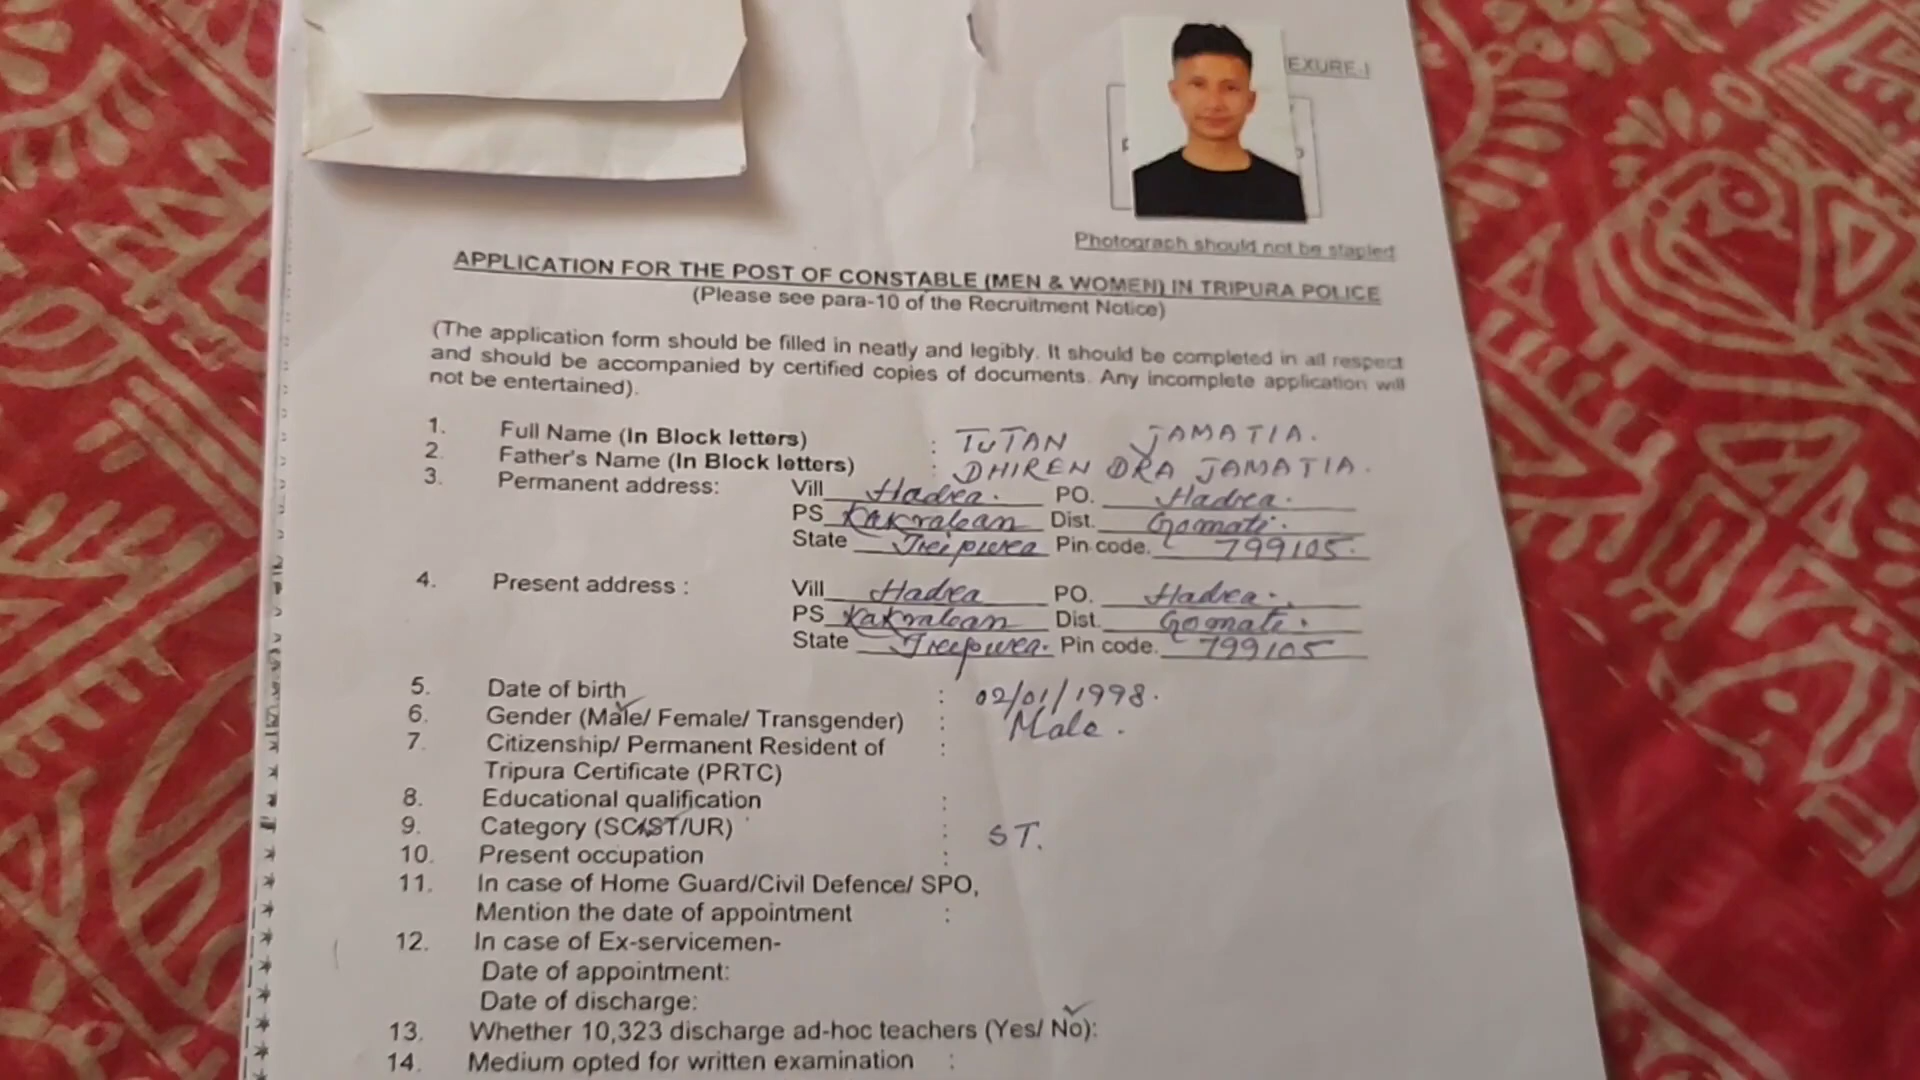 EXURE-I
Photograph should not be stapled
APPLICATION FOR THE POST OF CONSTABLE (MEN & WOMEN) IN TRIPURA POLICE
(Please see para-10 of the Recruitment Notice)
(The application form should be filled in neatly and legibly. It should be completed in all respect
and should be accompanied by certified copies of documents. Any incomplete application will
not be entertained).
1. Full Name (In Block letters) : TUTAN JAMATIA.
2. Father's Name (In Block letters) : DHIRENDRA JAMATIA.
3. Permanent address: Vill Hadra. PO. Hadra.
PS Kakraban Dist. Gomati.
State Tripura Pin code. 799105.
4. Present address : Vill Hadra PO. Hadra.
PS Kakraban Dist. Gomati.
State Tripura. Pin code. 799105
5. Date of birth : 02/01/1998.
6. Gender (Male/ Female/ Transgender) : Male.
7. Citizenship/ Permanent Resident of :
Tripura Certificate (PRTC)
8. Educational qualification :
9. Category (SC/ST/UR) : ST.
10. Present occupation :
11. In case of Home Guard/Civil Defence/ SPO,
Mention the date of appointment :
12. In case of Ex-servicemen-
Date of appointment:
Date of discharge:
13. Whether 10,323 discharge ad-hoc teachers (Yes/ No):
14. Medium opted for written examination :